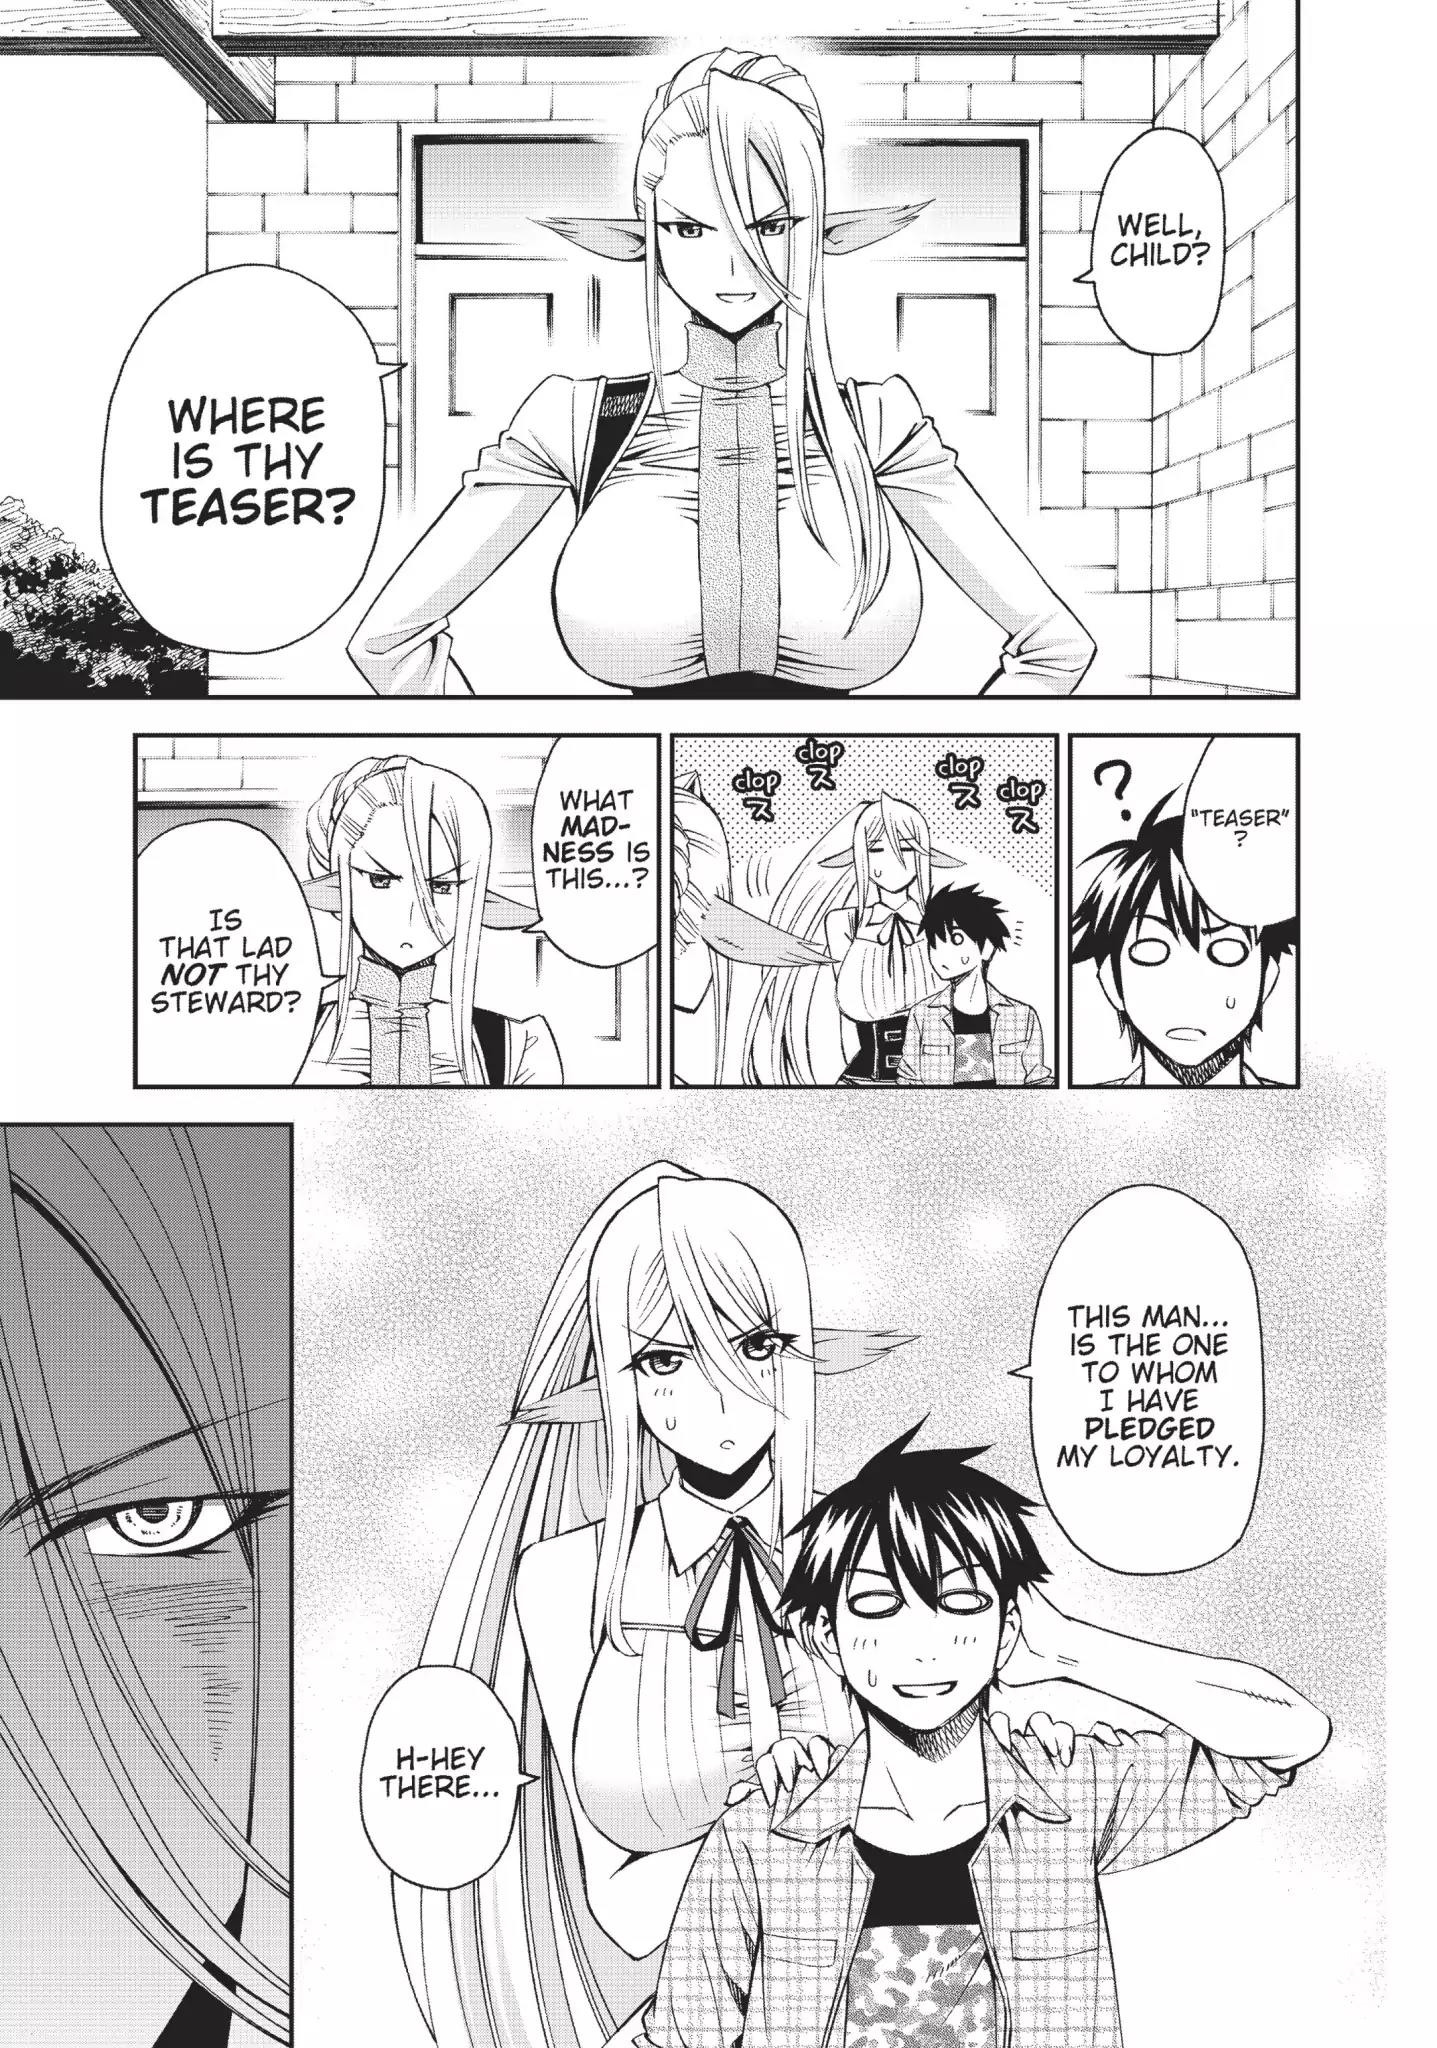 WELL,
CHILD?
WHERE
IS THY
TEASER?
"TEASER"
?
?
clop
ス
clop
ス
clop
ス
clop
ス
WHAT
MAD-
NESS IS
THIS...?
IS
THAT LAD
NOT THY
STEWARD?
THIS MAN...
IS THE ONE
TO WHOM
I HAVE
PLEDGED
MY LOYALTY.
H-HEY
THERE...